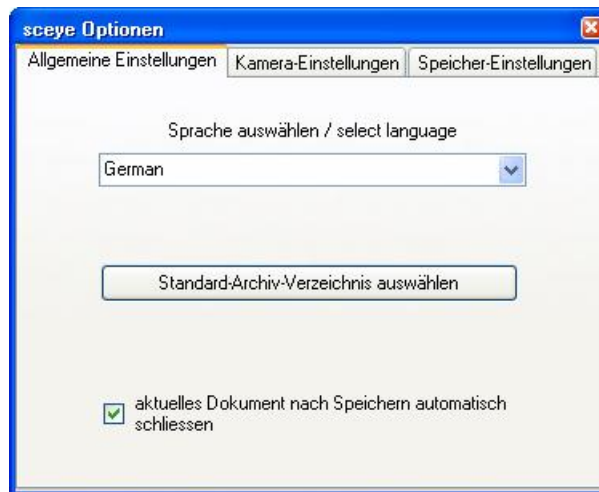 sceye Optionen
Allgemeine Einstellungen Kamera-Einstellungen Speicher-Einstellungen
Sprache auswählen / select language
German
Standard-Archiv-Verzeichnis auswählen
aktuelles Dokument nach Speichern automatisch
schliessen